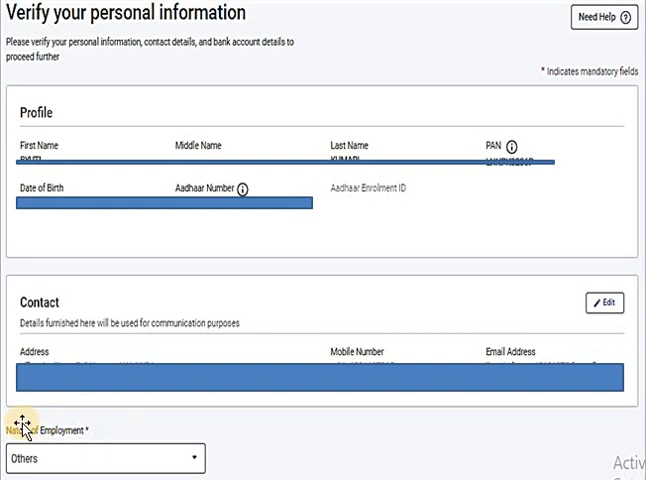 Verify your personal information
Need Help
Please verify your personal information, contact details, and bank account details to
proceed further
* Indicates mandatory fields
Profile
First Name Middle Name Last Name PAN
Date of Birth Aadhaar Number Aadhaar Enrolment ID
Contact
Edit
Details furnished here will be used for communication purposes
Address Mobile Number Email Address
Nature of Employment *
Others
Activ